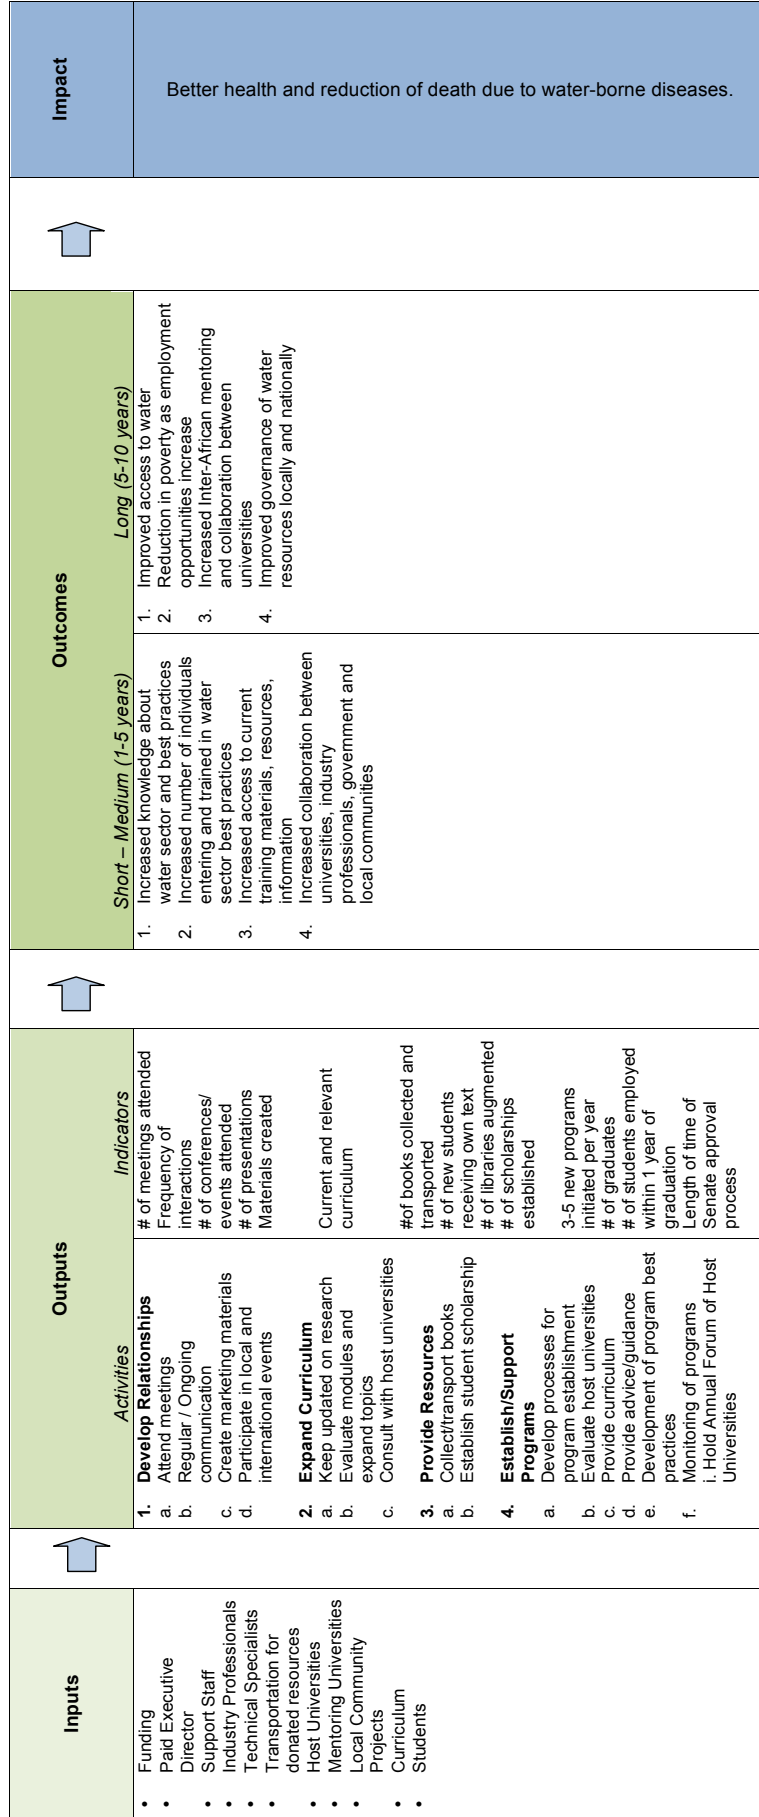 Inputs
• Funding
• Paid Executive
Director
• Support Staff
• Industry Professionals
• Technical Specialists
• Transportation for
donated resources
• Host Universities
• Mentoring Universities
• Local Community
Projects
• Curriculum
• Students
Outputs
Activities
1. Develop Relationships
a. Attend meetings
b. Regular / Ongoing
communication
c. Create marketing materials
d. Participate in local and
international events
2. Expand Curriculum
a. Keep updated on research
b. Evaluate modules and
expand topics
c. Consult with host universities
3. Provide Resources
a. Collect/transport books
b. Establish student scholarship
4. Establish/Support
Programs
a. Develop processes for
program establishment
b. Evaluate host universities
c. Provide curriculum
d. Provide advice/guidance
e. Development of program best
practices
f. Monitoring of programs
i. Hold Annual Forum of Host
Universities
Indicators
# of meetings attended
Frequency of
interactions
# of conferences/
events attended
# of presentations
Materials created
Current and relevant
curriculum
#of books collected and
transported
# of new students
receiving own text
# of libraries augmented
# of scholarships
established
3-5 new programs
initiated per year
# of graduates
# of students employed
within 1 year of
graduation
Length of time of
Senate approval
process
Outcomes
Short – Medium (1-5 years)
1. Increased knowledge about
water sector and best practices
2. Increased number of individuals
entering and trained in water
sector best practices
3. Increased access to current
training materials, resources,
information
4. Increased collaboration between
universities, industry
professionals, government and
local communities
Long (5-10 years)
1. Improved access to water
2. Reduction in poverty as employment
opportunities increase
3. Increased Inter-African mentoring
and collaboration between
universities
4. Improved governance of water
resources locally and nationally
Impact
Better health and reduction of death due to water-borne diseases.